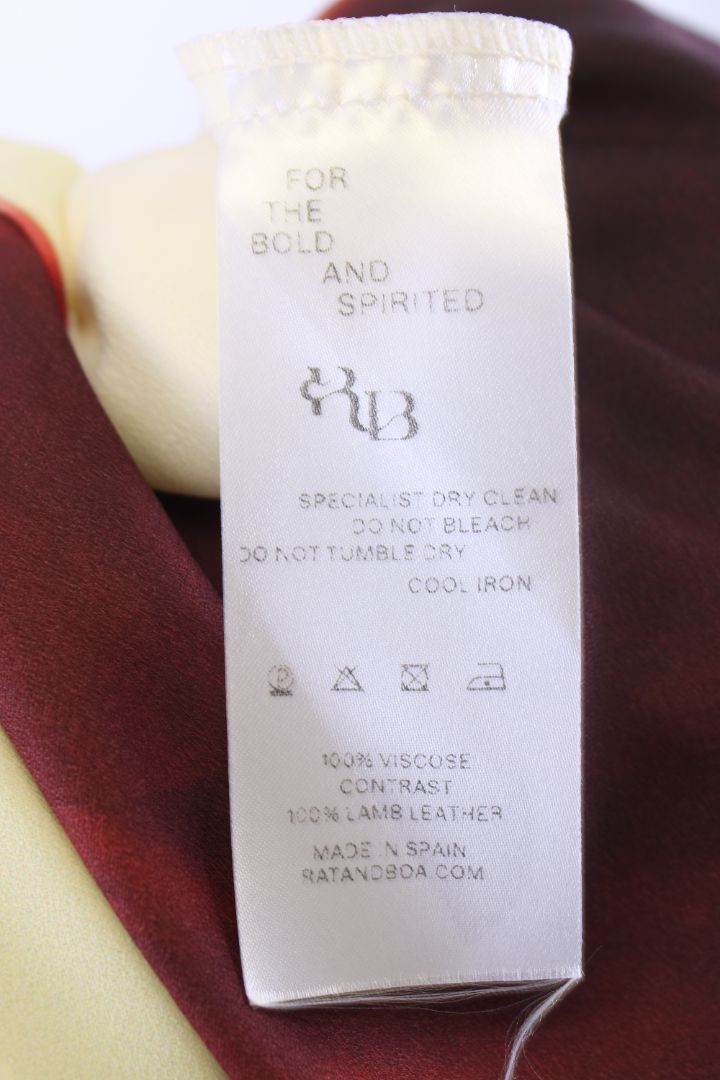 FOR
THE
BOLD
AND
SPIRITED
RB
SPECIALIST DRY CLEAN
DO NOT BLEACH
DO NOT TUMBLE DRY
COOL IRON
P
100% VISCOSE
CONTRAST
100% LAMB LEATHER
MADE IN SPAIN
RATANDBOA.COM